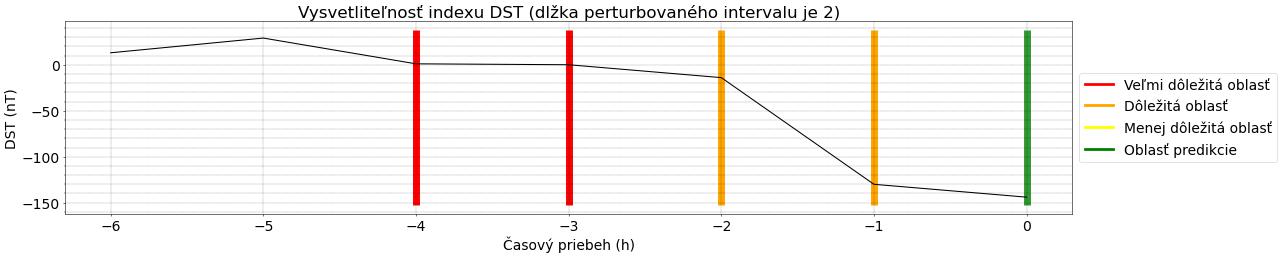 Vysvetliteľnosť indexu DST (dlžka perturbovaného intervalu je 2)
DST (nT)
0
−50
−100
−150
−6 −5 −4 −3 −2 −1 0
Časový priebeh (h)
Veľmi dôležitá oblasť
Dôležitá oblasť
Menej dôležitá oblasť
Oblasť predikcie